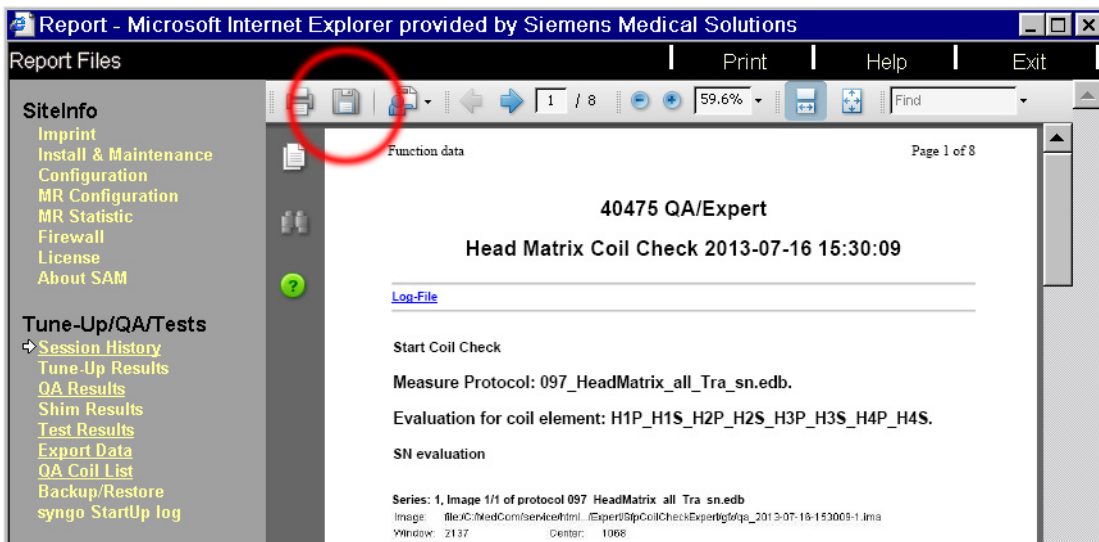 Report - Microsoft Internet Explorer provided by Siemens Medical Solutions
Report Files
Print
Help
Exit
SiteInfo
Imprint
Install & Maintenance
Configuration
MR Configuration
MR Statistic
Firewall
License
About SAM
Tune-Up/QA/Tests
Session History
Tune-Up Results
QA Results
Shim Results
Test Results
Export Data
QA Coil List
Backup/Restore
syngo StartUp log
1 / 8
59.6%
Find
Function data
Page 1 of 8
40475 QA/Expert
Head Matrix Coil Check 2013-07-16 15:30:09
Log-File
Start Coil Check
Measure Protocol: 097_HeadMatrix_all_Tra_sn.edb.
Evaluation for coil element: H1P_H1S_H2P_H2S_H3P_H3S_H4P_H4S.
SN evaluation
Series: 1, Image 1/1 of protocol 097_HeadMatrix_all_Tra_sn.edb
Image: file:/C:/MedCom/service/html.../Expert/
Window: 2137 Center: 1068